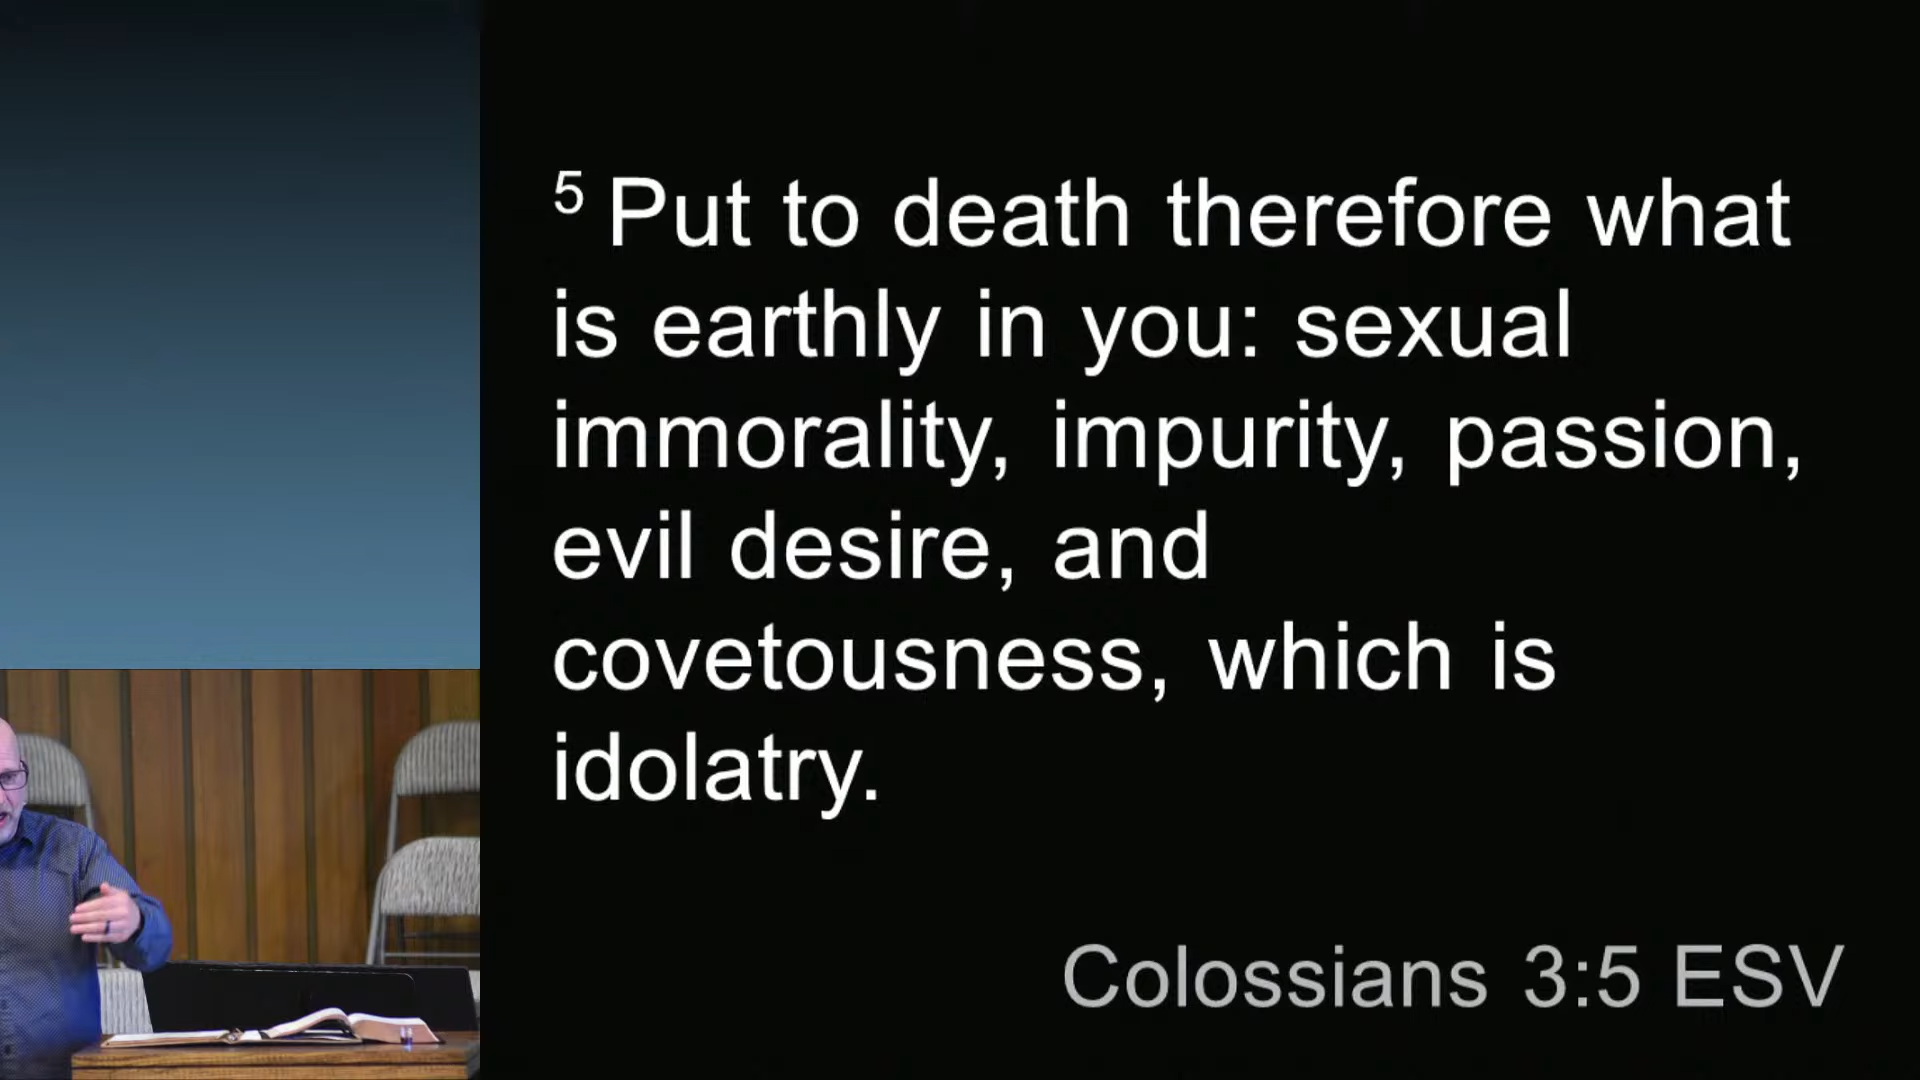 5 Put to death therefore what
is earthly in you: sexual
immorality, impurity, passion,
evil desire, and
covetousness, which is
idolatry.
Colossians 3:5 ESV